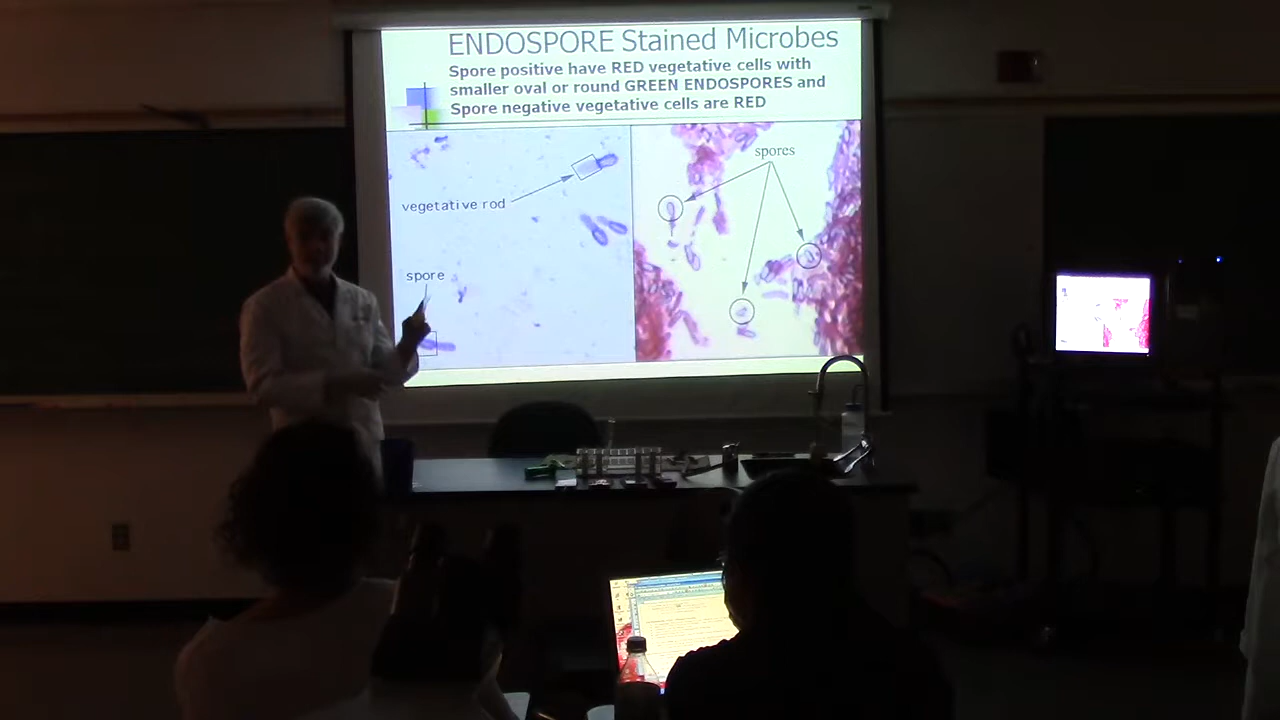 ENDOSPORE Stained Microbes
Spore positive have RED vegetative cells with
smaller oval or round GREEN ENDOSPORES and
Spore negative vegetative cells are RED
spores
vegetative rod
spore